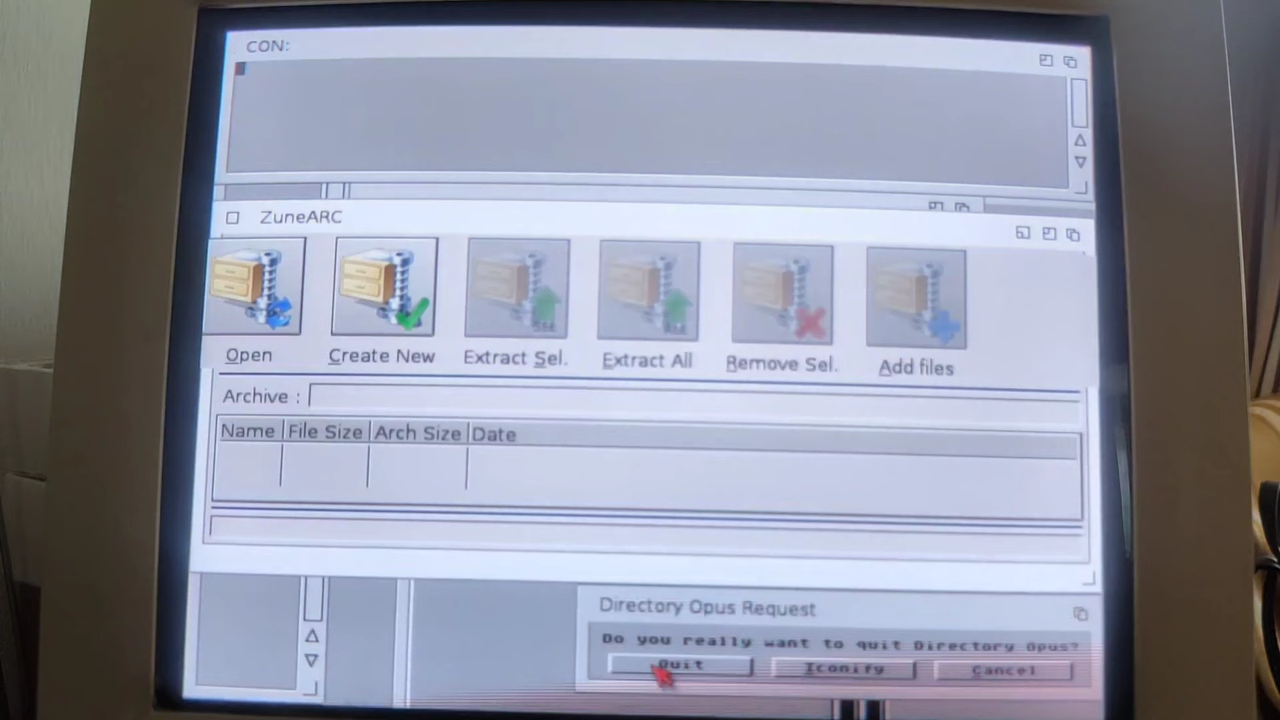 CON:
ZuneARC
Open Create New Extract Sel. Extract All Remove Sel. Add files
Archive :
Name File Size Arch Size Date
Directory Opus Request
Do you really want to quit Directory Opus?
Quit Iconify Cancel